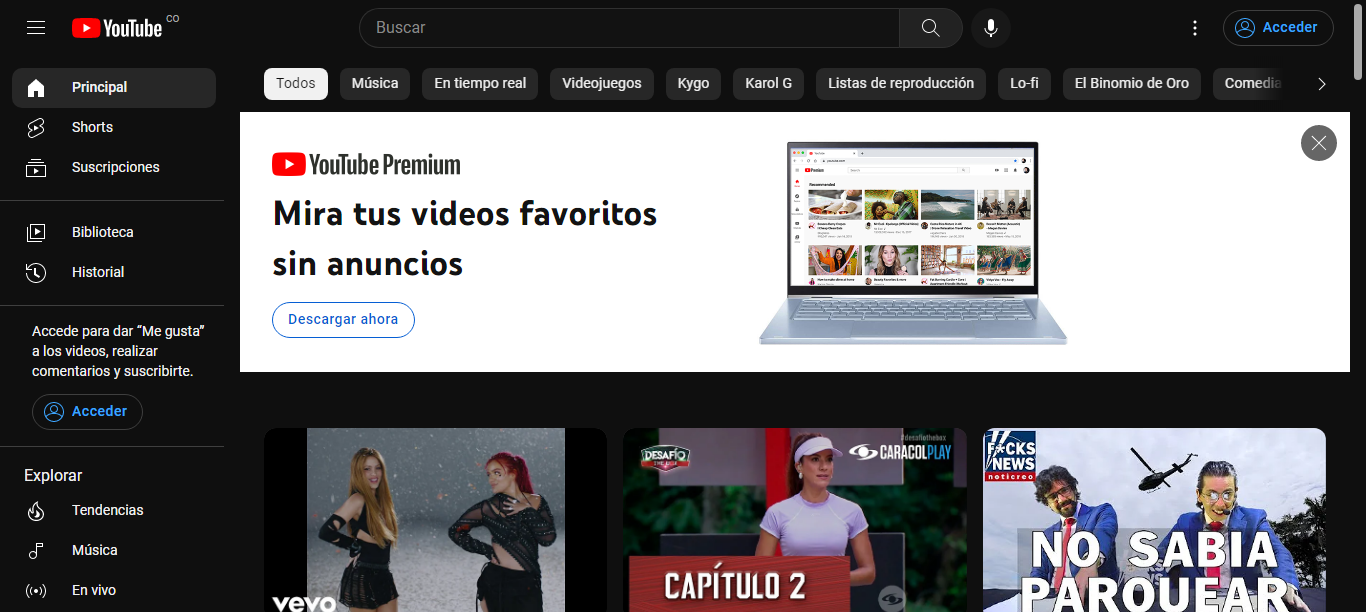 YouTube CO
Buscar
Acceder
Principal
Shorts
Suscripciones
Biblioteca
Historial
Accede para dar “Me gusta”
a los videos, realizar
comentarios y suscribirte.
Acceder
Explorar
Tendencias
Música
En vivo
Todos
Música
En tiempo real
Videojuegos
Kygo
Karol G
Listas de reproducción
Lo-fi
El Binomio de Oro
Comedia
YouTube Premium
Mira tus videos favoritos
sin anuncios
Descargar ahora
Premium
Recommended
vevo
DESAFÍO
THE BOX
#desafiothebox
CARACOLPLAY
CAPÍTULO 2
F*CKS
NEWS
noticreo
NO SABIA
PARQUEAR